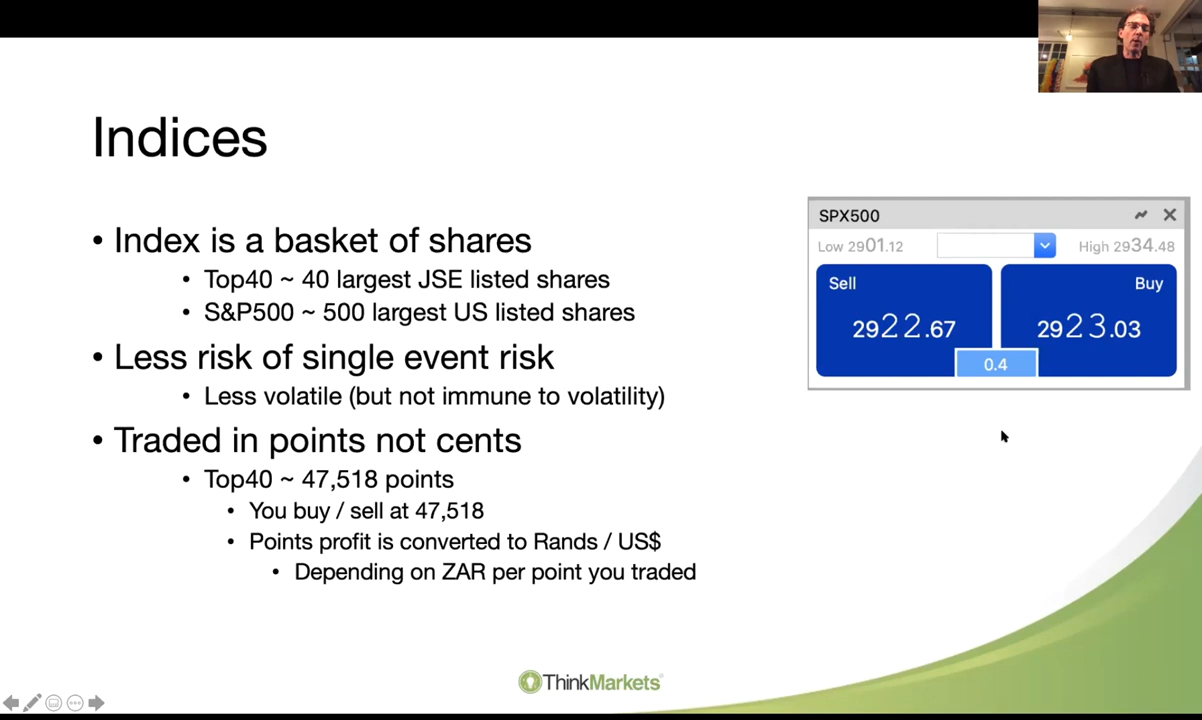 Indices
• Index is a basket of shares
• Top40 ~ 40 largest JSE listed shares
• S&P500 ~ 500 largest US listed shares
• Less risk of single event risk
• Less volatile (but not immune to volatility)
• Traded in points not cents
• Top40 ~ 47,518 points
• You buy / sell at 47,518
• Points profit is converted to Rands / US$
• Depending on ZAR per point you traded
SPX500
Low 2901.12 High 2934.48
Sell Buy
2922.67 2923.03
0.4
ThinkMarkets